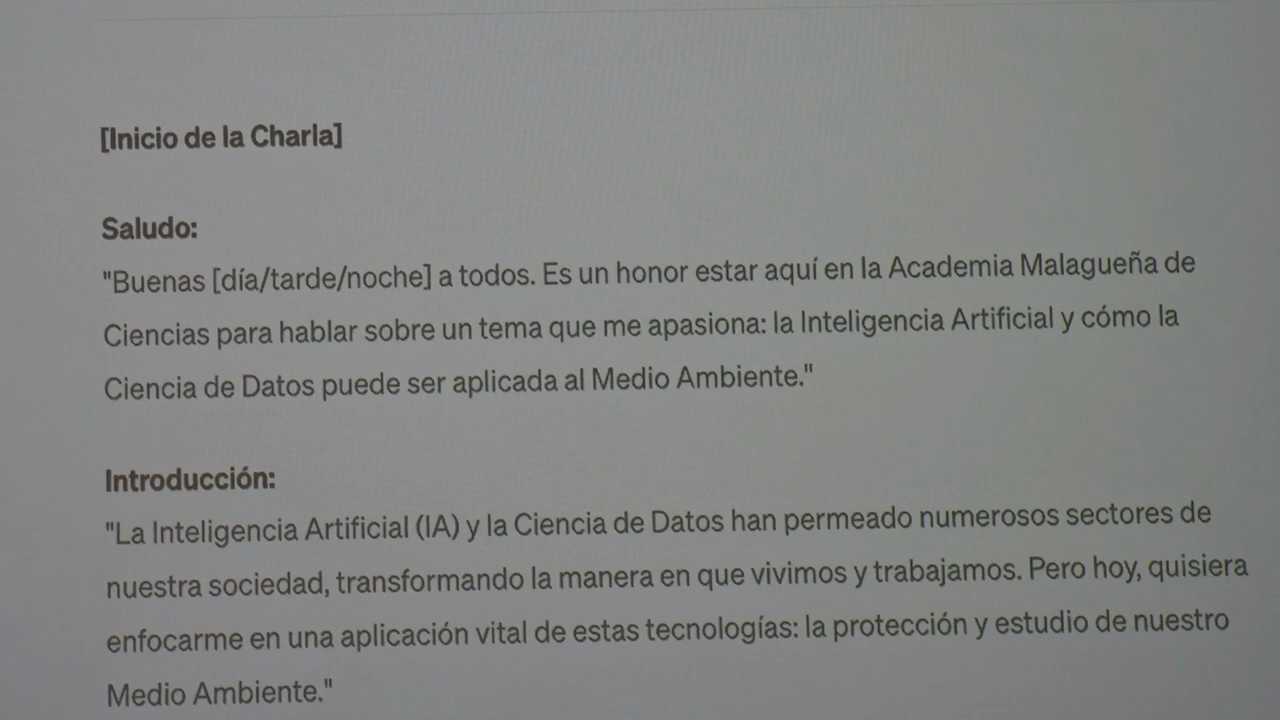 [Inicio de la Charla]
Saludo:
"Buenas [día/tarde/noche] a todos. Es un honor estar aquí en la Academia Malagueña de
Ciencias para hablar sobre un tema que me apasiona: la Inteligencia Artificial y cómo la
Ciencia de Datos puede ser aplicada al Medio Ambiente."
Introducción:
"La Inteligencia Artificial (IA) y la Ciencia de Datos han permeado numerosos sectores de
nuestra sociedad, transformando la manera en que vivimos y trabajamos. Pero hoy, quisiera
enfocarme en una aplicación vital de estas tecnologías: la protección y estudio de nuestro
Medio Ambiente."